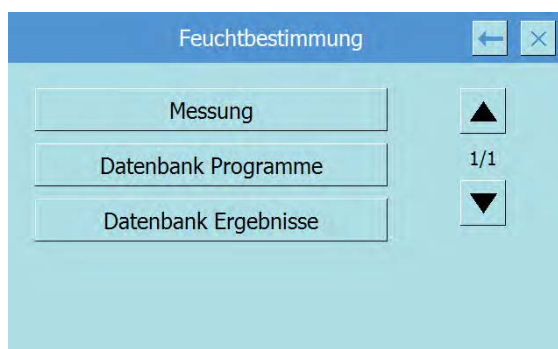 Feuchtbestimmung
Messung
Datenbank Programme
1/1
Datenbank Ergebnisse